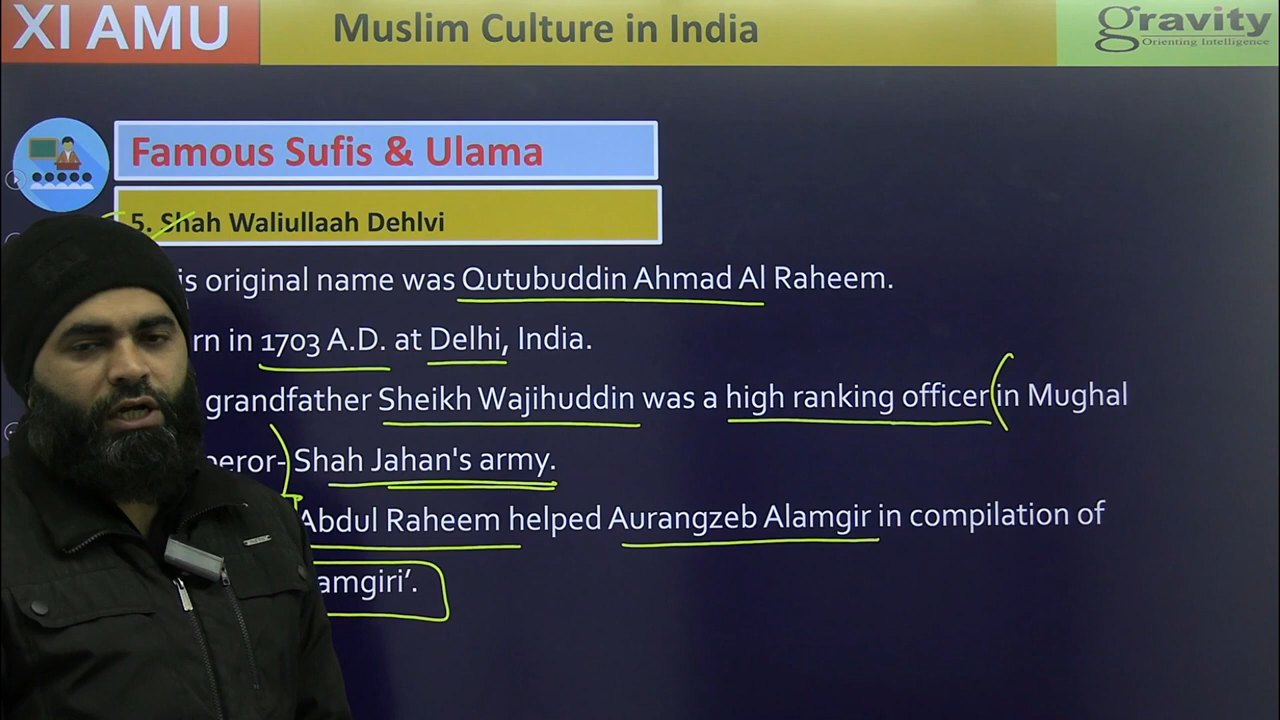 XI AMU
Muslim Culture in India
gravity
Orienting Intelligence
Famous Sufis & Ulama
5. Shah Waliullaah Dehlvi
is original name was Qutubuddin Ahmad Al Raheem.
rn in 1703 A.D. at Delhi, India.
grandfather Sheikh Wajihuddin was a high ranking officer in Mughal
peror- Shah Jahan's army.
Abdul Raheem helped Aurangzeb Alamgir in compilation of
amgiri’.